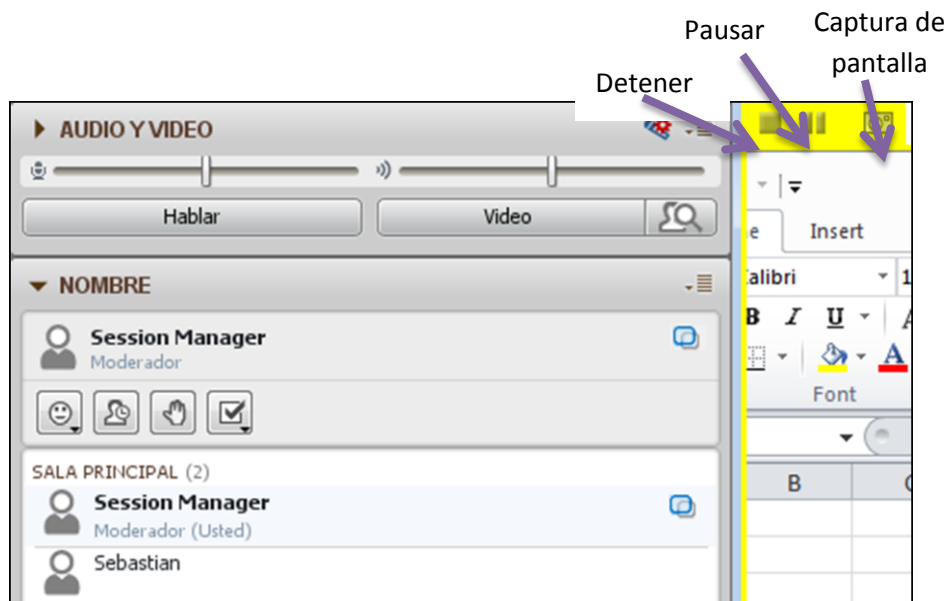 Captura de
pantalla
Pausar
Detener
AUDIO Y VIDEO
Hablar
Video
NOMBRE
Session Manager
Moderador
SALA PRINCIPAL (2)
Session Manager
Moderador (Usted)
Sebastian
Insert
B I U
A
Font
B